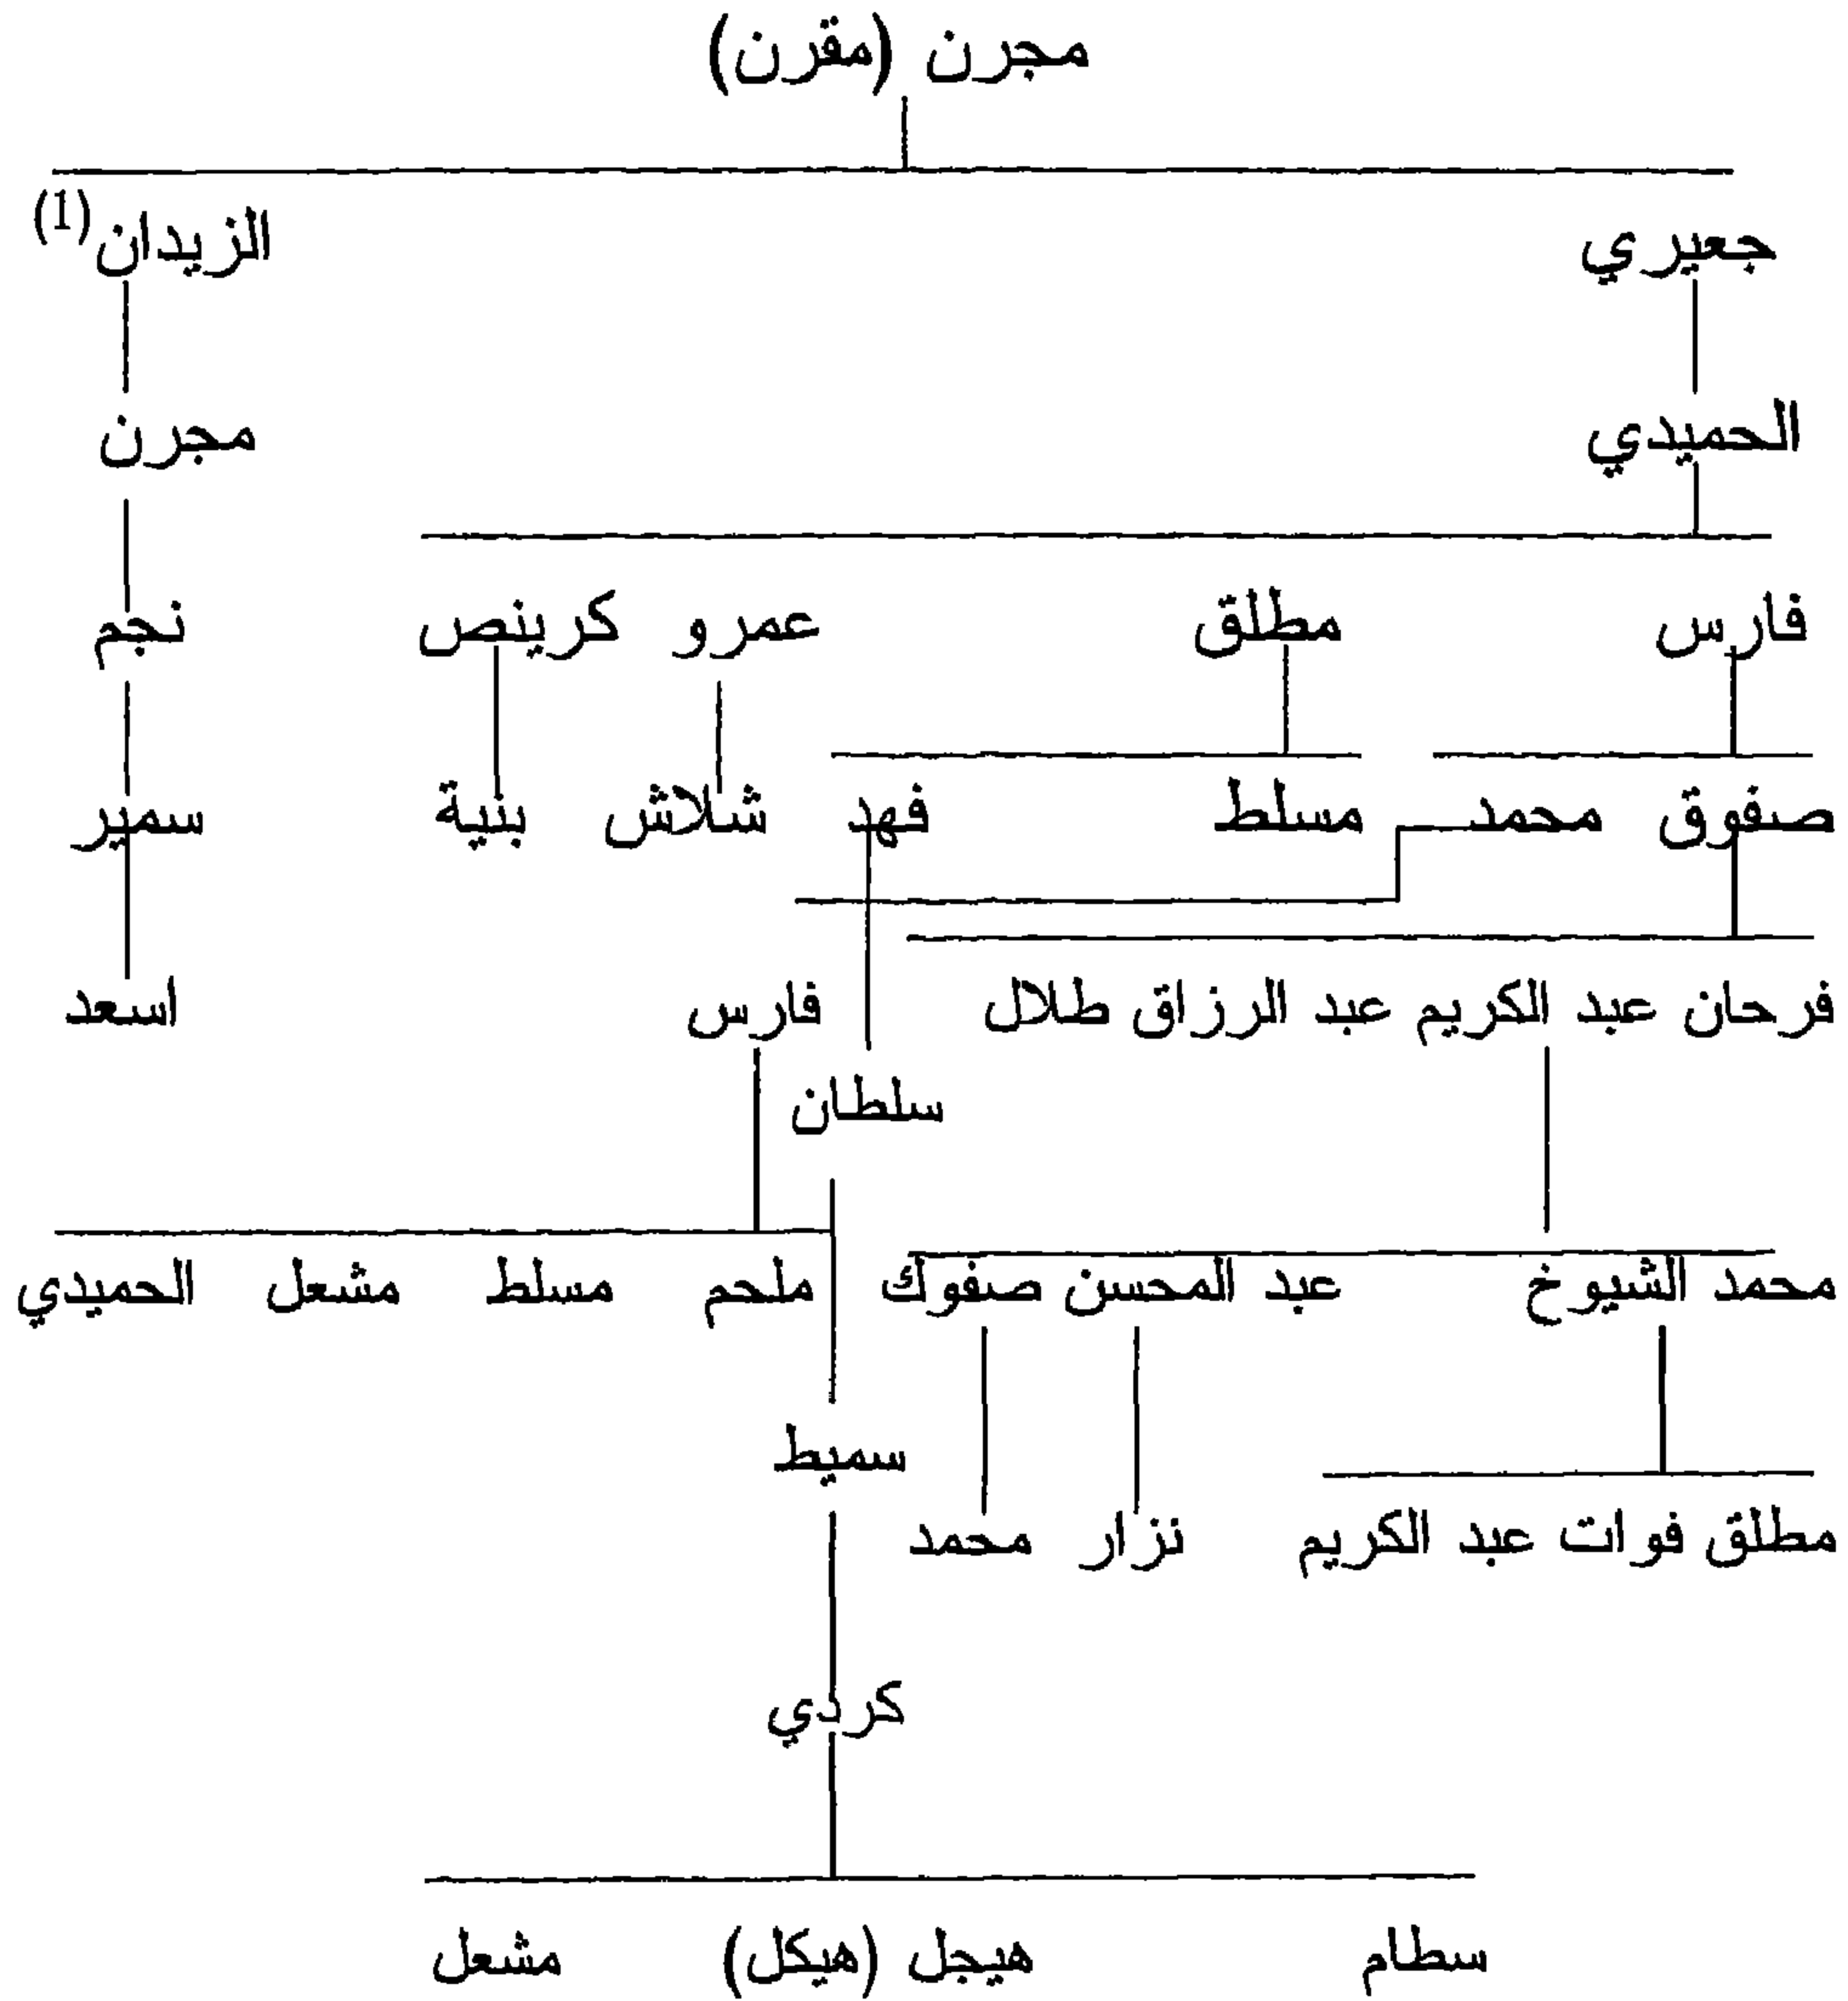 مجرن (مقرن)
جعيري الزيدان(1)
الحميدي مجرن
فارس مطلق عمرو كرينص نجم
صفوق محمد مسلط فهد شلاش بنية سمير
فرحان عبد الكريم عبد الرزاق طلال فارس اسعد
سلطان
محمد الشيوخ عبد المحسن صفوك ملحم مسلط مشعل الحميدي
سميط
مطلق فوات عبد الكريم نزار محمد
كردي
سطام هيجل (هيكل) مشعل